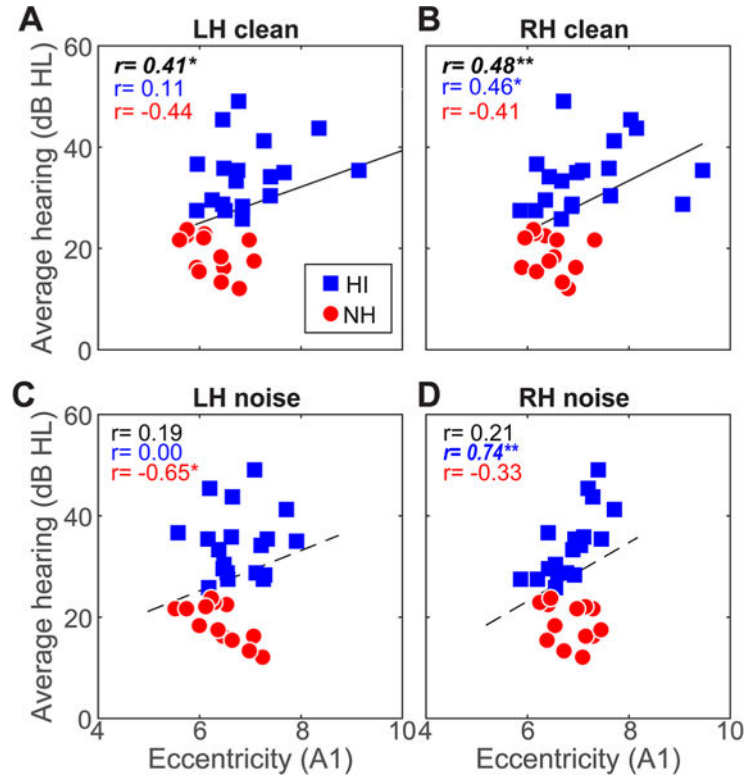 A
LH clean
B
RH clean
60
40
20
0
Average hearing (dB HL)
r= 0.41*
r= 0.11
r= -0.44
HI
NH
r= 0.48**
r= 0.46*
r= -0.41
C
LH noise
D
RH noise
60
40
20
0
Average hearing (dB HL)
r= 0.19
r= 0.00
r= -0.65*
r= 0.21
r= 0.74**
r= -0.33
4 6 8 10 4 6 8 10
Eccentricity (A1) Eccentricity (A1)